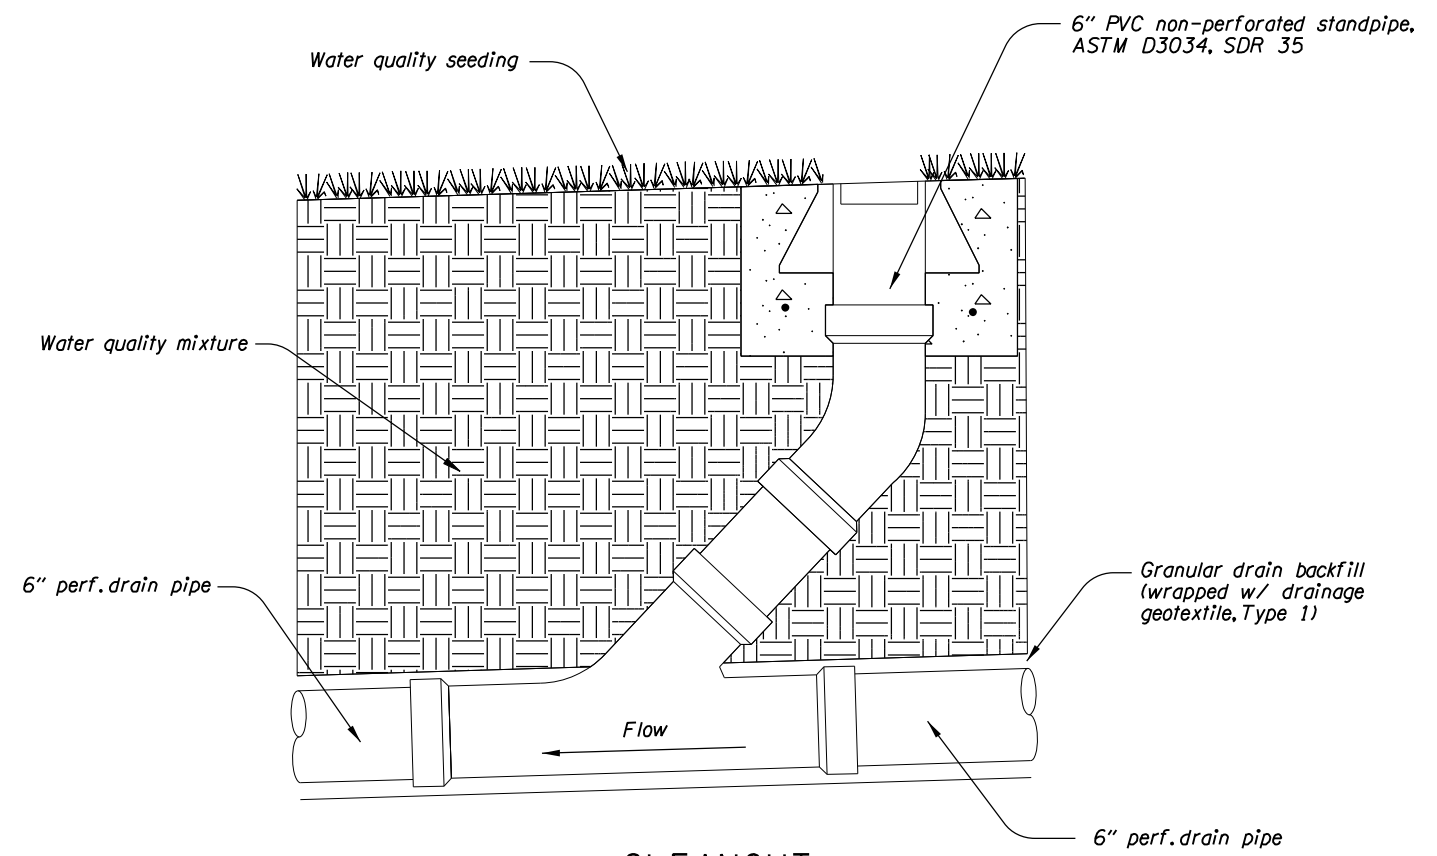 6" PVC non-perforated standpipe,
ASTM D3034, SDR 35
Water quality seeding
Water quality mixture
6" perf. drain pipe
Granular drain backfill
(wrapped w/ drainage
geotextile, Type 1)
Flow
6" perf. drain pipe
CLEANOUT